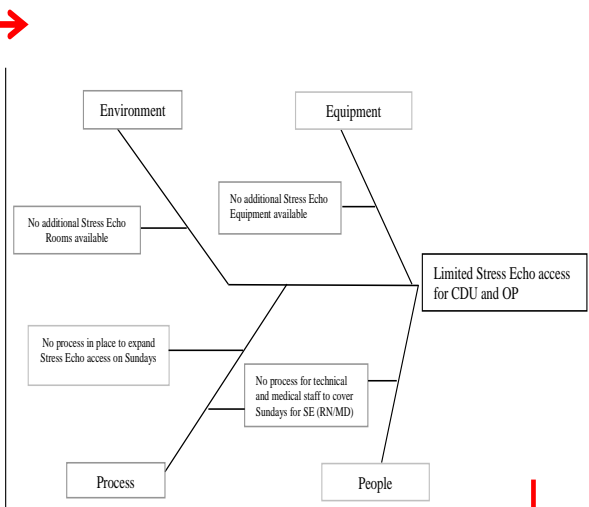 Environment
Equipment
No additional Stress Echo
Equipment available
No additional Stress Echo
Rooms available
Limited Stress Echo access
for CDU and OP
No process in place to expand
Stress Echo access on Sundays
No process for technical
and medical staff to cover
Sundays for SE (RN/MD)
Process
People